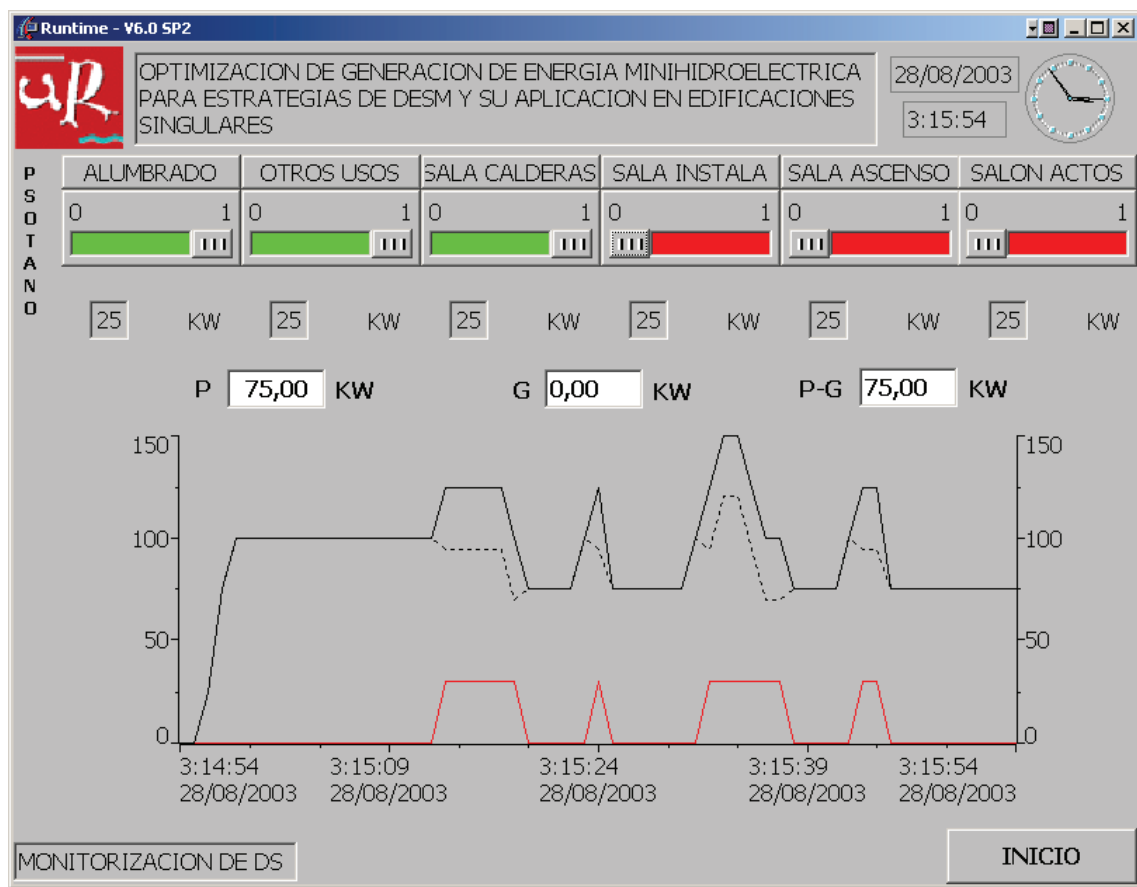 Runtime - V6.0 SP2
uR
OPTIMIZACION DE GENERACION DE ENERGIA MINIHIDROELECTRICA
PARA ESTRATEGIAS DE DESM Y SU APLICACION EN EDIFICACIONES
SINGULARES
28/08/2003
3:15:54
P
S
O
T
A
N
O
ALUMBRADO OTROS USOS SALA CALDERAS SALA INSTALA SALA ASCENSO SALON ACTOS
0 1 0 1 0 1 0 1 0 1 0 1
25 KW 25 KW 25 KW 25 KW 25 KW 25 KW
P 75,00 KW G 0,00 KW P-G 75,00 KW
150 150
100 100
50 50
0 0
3:14:54 3:15:09 3:15:24 3:15:39 3:15:54
28/08/2003 28/08/2003 28/08/2003 28/08/2003 28/08/2003
MONITORIZACION DE DS
INICIO